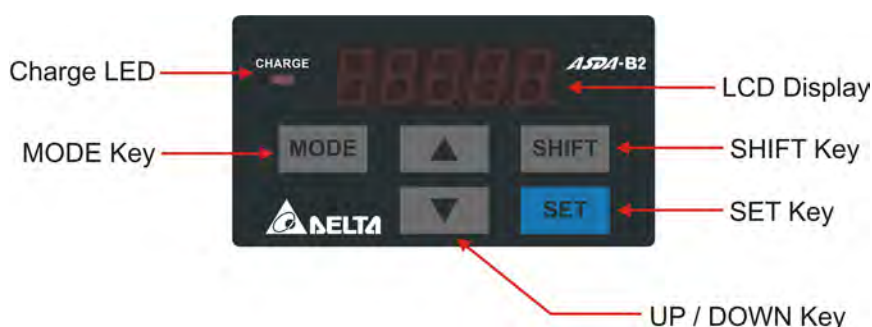 Charge LED
CHARGE
ASDA-B2
LCD Display
MODE Key
MODE
SHIFT
SHIFT Key
DELTA
SET
SET Key
UP / DOWN Key